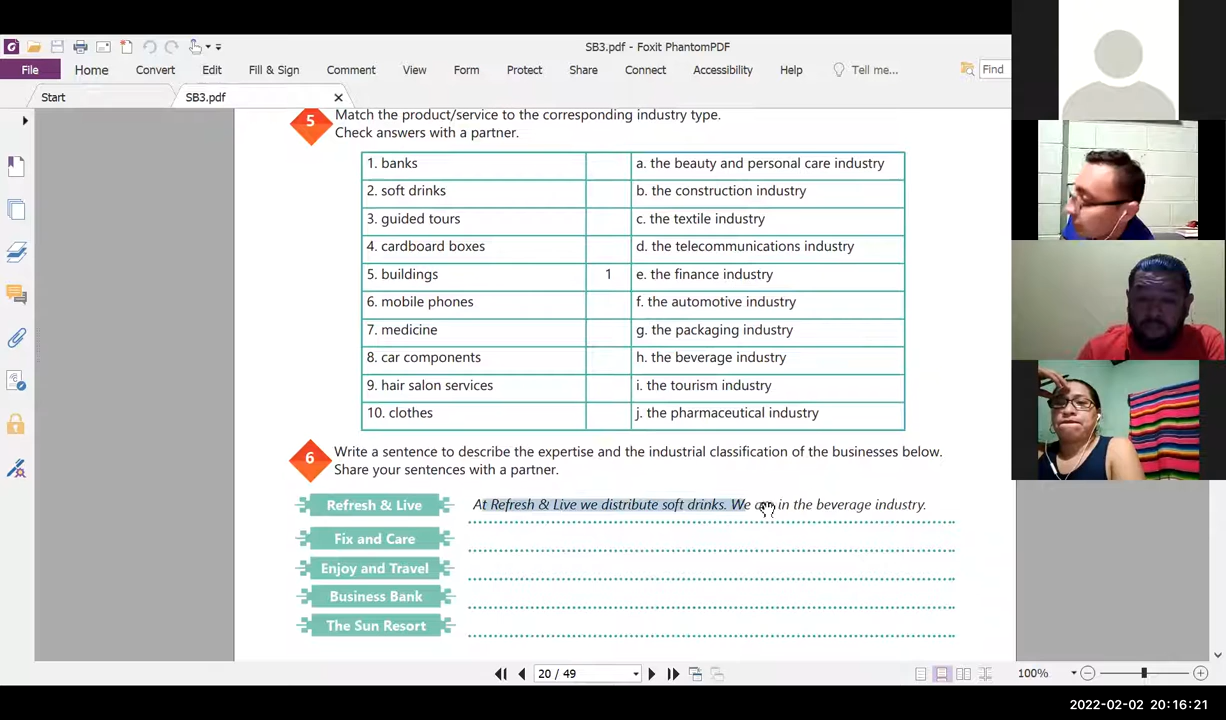 SB3.pdf - Foxit PhantomPDF
File Home Convert Edit Fill & Sign Comment View Form Protect Share Connect Accessibility Help Tell me... Find
Start SB3.pdf
5 Match the product/service to the corresponding industry type.
Check answers with a partner.
1. banks a. the beauty and personal care industry
2. soft drinks b. the construction industry
3. guided tours c. the textile industry
4. cardboard boxes d. the telecommunications industry
5. buildings 1 e. the finance industry
6. mobile phones f. the automotive industry
7. medicine g. the packaging industry
8. car components h. the beverage industry
9. hair salon services i. the tourism industry
10. clothes j. the pharmaceutical industry
6 Write a sentence to describe the expertise and the industrial classification of the businesses below.
Share your sentences with a partner.
Refresh & Live At Refresh & Live we distribute soft drinks. We are in the beverage industry.
Fix and Care
Enjoy and Travel
Business Bank
The Sun Resort
20 / 49 100%
2022-02-02 20:16:21